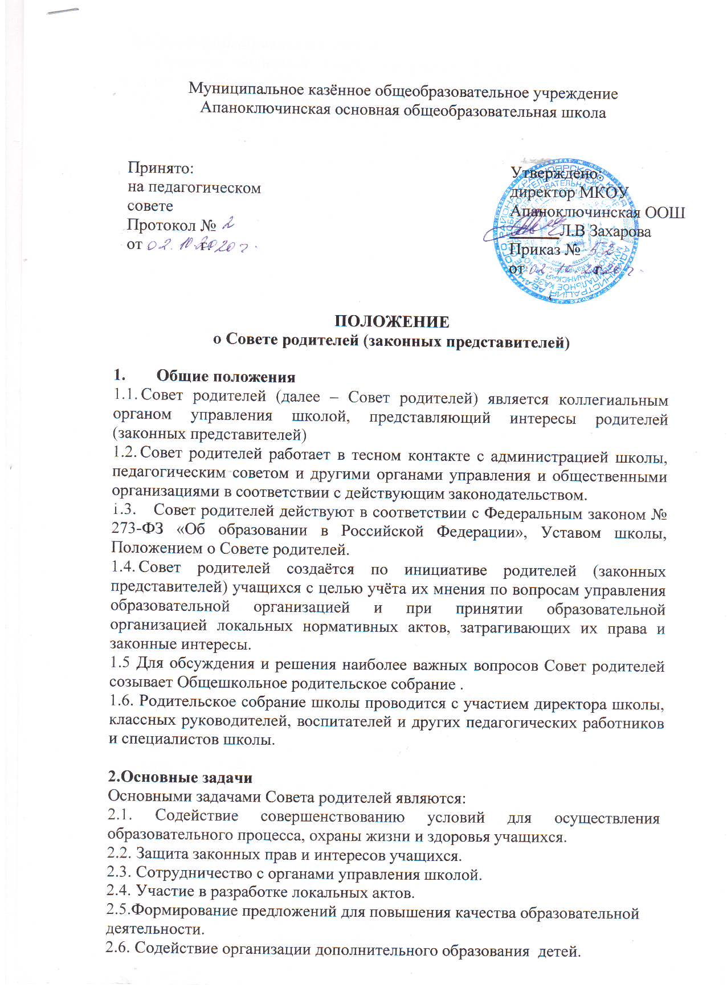 Муниципальное казённое общеобразовательное учреждение
Апаноключинская основная общеобразовательная школа
Принято:
на педагогическом
совете
Протокол № 2
от 02.10.2020 г.
Утверждено:
директор МКОУ
Апаноключинская ООШ
______Л.В Захарова
Приказ № 52
от 02.10.2020 г.
ПОЛОЖЕНИЕ
о Совете родителей (законных представителей)
1. Общие положения
1.1. Совет родителей (далее – Совет родителей) является коллегиальным
органом управления школой, представляющий интересы родителей
(законных представителей)
1.2. Совет родителей работает в тесном контакте с администрацией школы,
педагогическим советом и другими органами управления и общественными
организациями в соответствии с действующим законодательством.
1.3. Совет родителей действуют в соответствии с Федеральным законом №
273-ФЗ «Об образовании в Российской Федерации», Уставом школы,
Положением о Совете родителей.
1.4. Совет родителей создаётся по инициативе родителей (законных
представителей) учащихся с целью учёта их мнения по вопросам управления
образовательной организацией и при принятии образовательной
организацией локальных нормативных актов, затрагивающих их права и
законные интересы.
1.5 Для обсуждения и решения наиболее важных вопросов Совет родителей
созывает Общешкольное родительское собрание .
1.6. Родительское собрание школы проводится с участием директора школы,
классных руководителей, воспитателей и других педагогических работников
и специалистов школы.
2.Основные задачи
Основными задачами Совета родителей являются:
2.1. Содействие совершенствованию условий для осуществления
образовательного процесса, охраны жизни и здоровья учащихся.
2.2. Защита законных прав и интересов учащихся.
2.3. Сотрудничество с органами управления школой.
2.4. Участие в разработке локальных актов.
2.5.Формирование предложений для повышения качества образовательной
деятельности.
2.6. Содействие организации дополнительного образования детей.